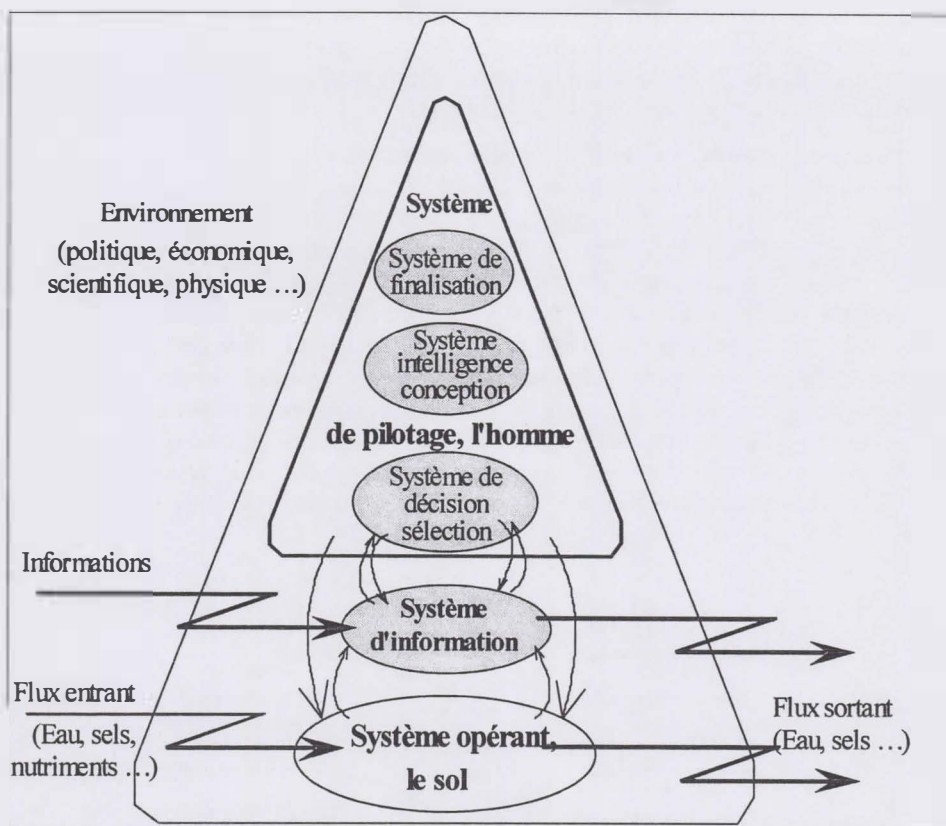 Environnement
(politique, économique,
scientifique, physique ...)
Système
Système de
finalisation
Système
intelligence
conception
de pilotage, l'homme
Système de
décision
sélection
Informations
Système
d'information
Flux entrant
(Eau, sels,
nutriments ...)
Système opérant,
le sol
Flux sortant
(Eau, sels ...)